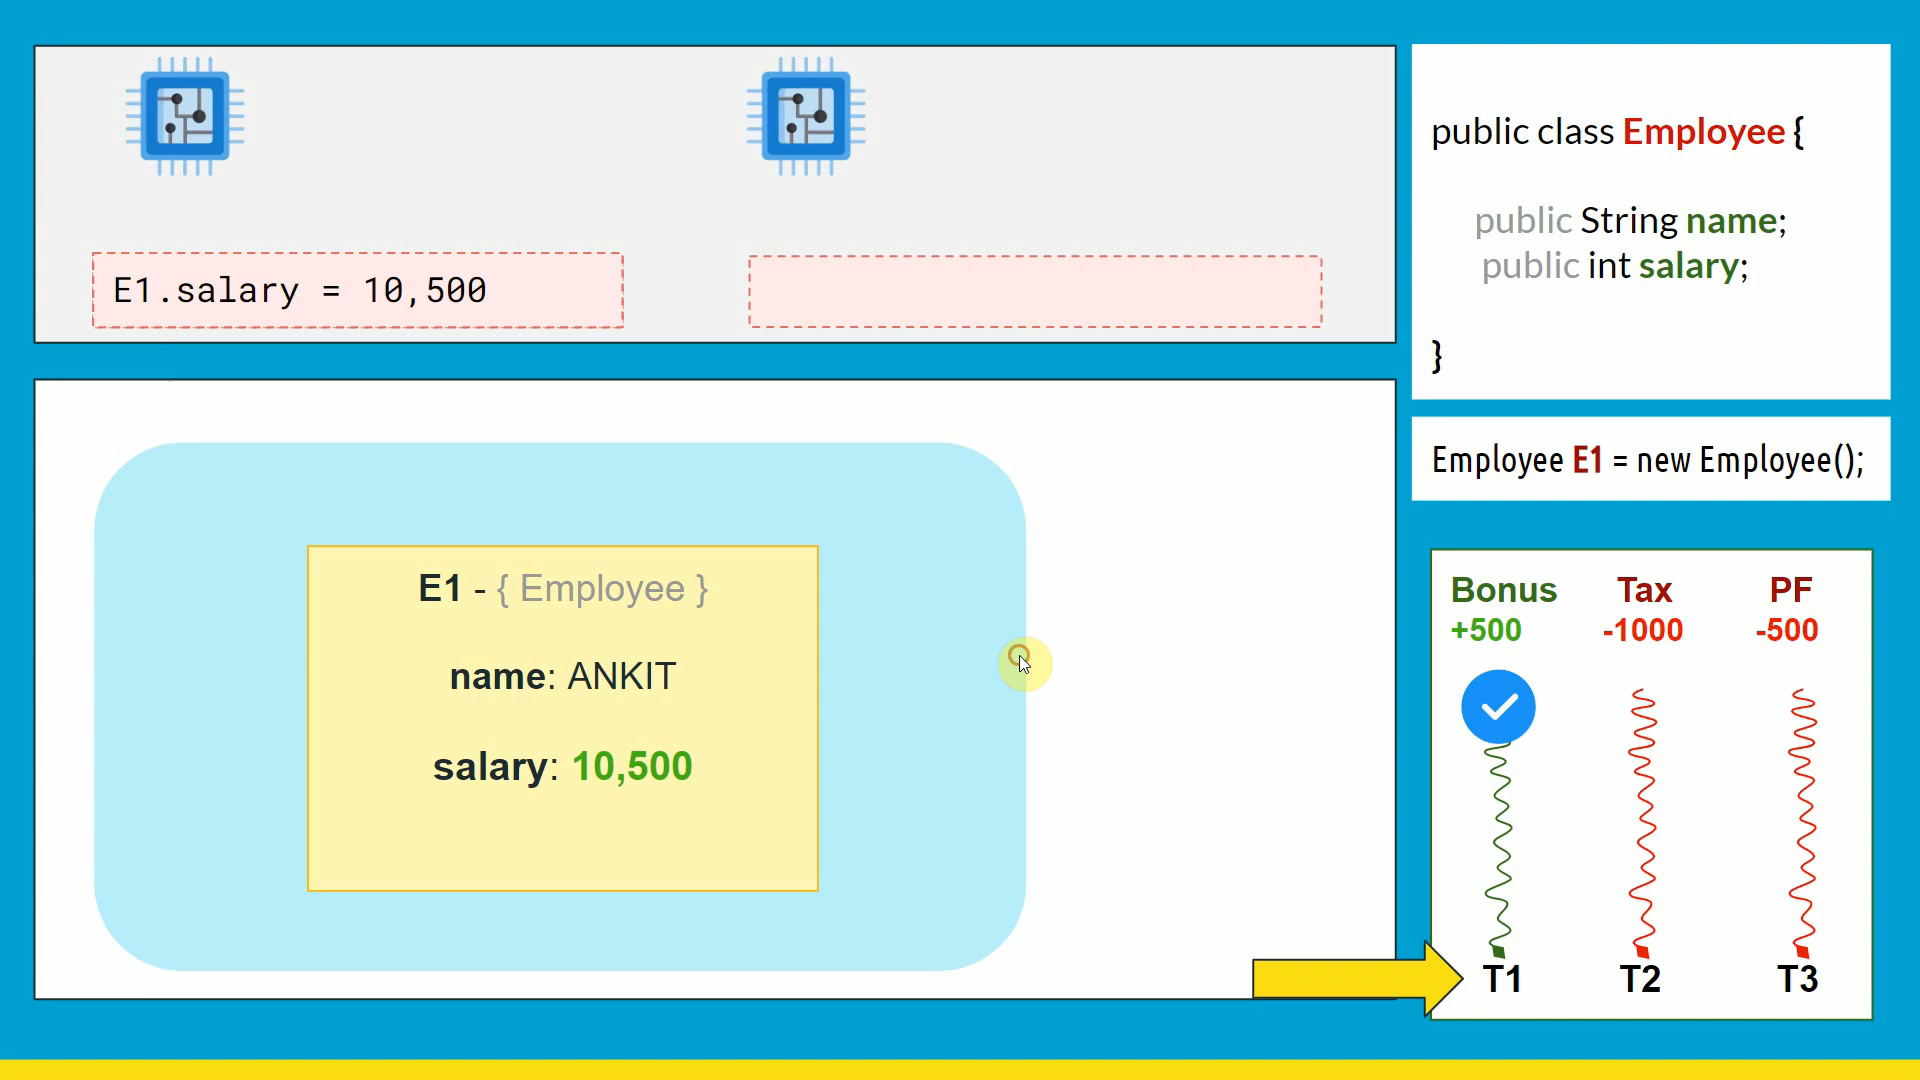 E1.salary = 10,500
public class Employee {
public String name;
public int salary;
}
Employee E1 = new Employee();
E1 - { Employee }
name: ANKIT
salary: 10,500
Bonus Tax PF
+500 -1000 -500
T1 T2 T3